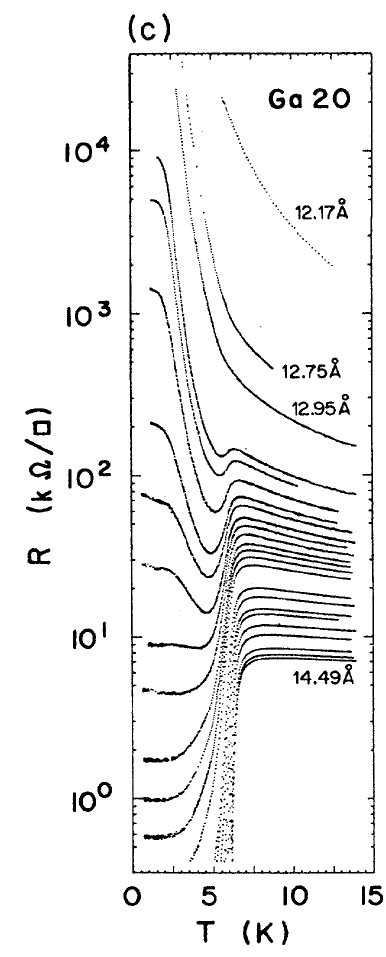 (c)
Ga 20
10⁴
12.17Å
10³
12.75Å
12.95Å
10²
R (kΩ/□)
10¹
14.49Å
10⁰
0 5 10 15
T (K)